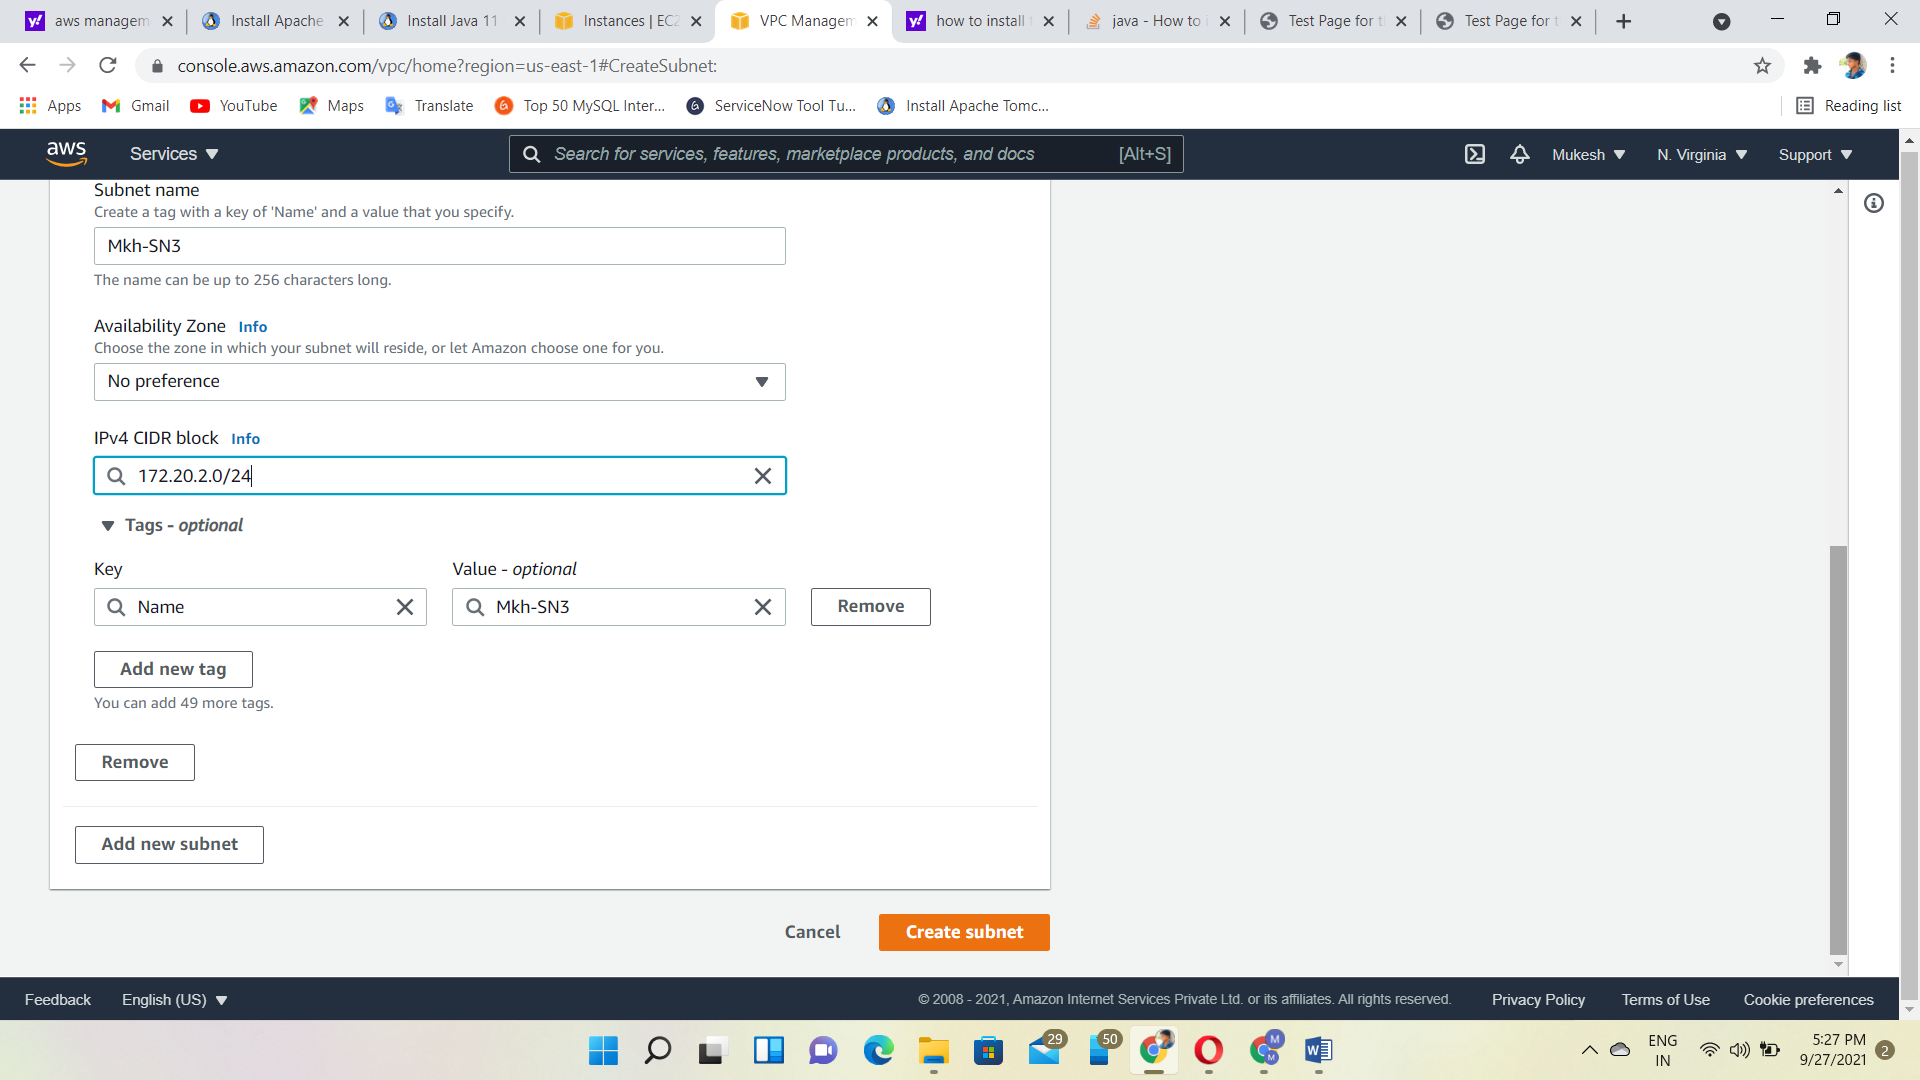 aws managem
Install Apache
Install Java 11
Instances | EC2
VPC Managem
how to install
java - How to i
Test Page for t
Test Page for t
console.aws.amazon.com/vpc/home?region=us-east-1#CreateSubnet:
Apps
Gmail
YouTube
Maps
Translate
Top 50 MySQL Inter...
ServiceNow Tool Tu...
Install Apache Tomc...
Reading list
aws
Services
Search for services, features, marketplace products, and docs
[Alt+S]
Mukesh
N. Virginia
Support
Subnet name
Create a tag with a key of 'Name' and a value that you specify.
Mkh-SN3
The name can be up to 256 characters long.
Availability Zone Info
Choose the zone in which your subnet will reside, or let Amazon choose one for you.
No preference
IPv4 CIDR block Info
172.20.2.0/24
Tags - optional
Key
Value - optional
Name
Mkh-SN3
Remove
Add new tag
You can add 49 more tags.
Remove
Add new subnet
Cancel
Create subnet
Feedback
English (US)
© 2008 - 2021, Amazon Internet Services Private Ltd. or its affiliates. All rights reserved.
Privacy Policy
Terms of Use
Cookie preferences
29
50
M
M
ENG
IN
5:27 PM
9/27/2021
2